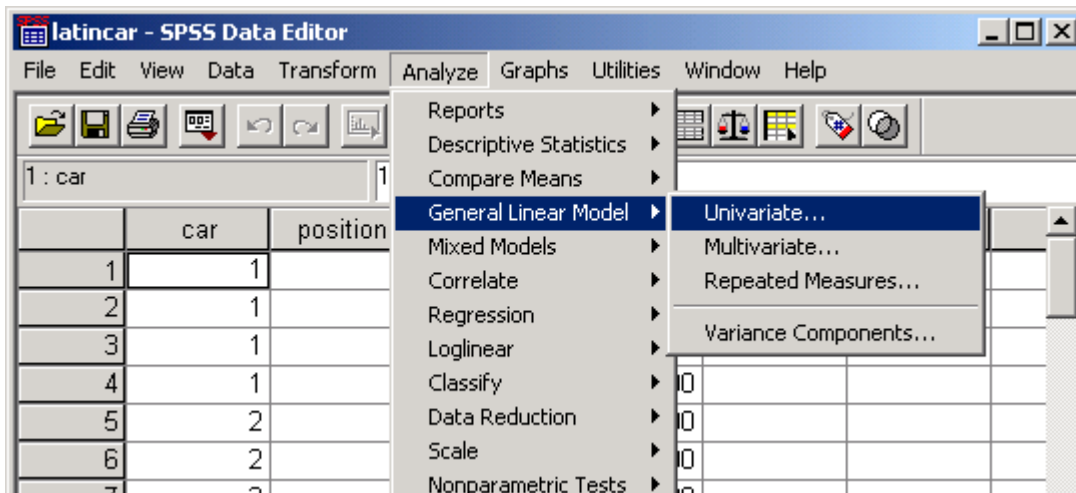 SPSS
latincar - SPSS Data Editor
File Edit View Data Transform Analyze Graphs Utilities Window Help
1 : car
1
Reports
Descriptive Statistics
Compare Means
General Linear Model
Mixed Models
Correlate
Regression
Loglinear
Classify
Data Reduction
Scale
Nonparametric Tests
Univariate...
Multivariate...
Repeated Measures...
Variance Components...
car position
1 1
2 1
3 1
4 1
5 2
6 2